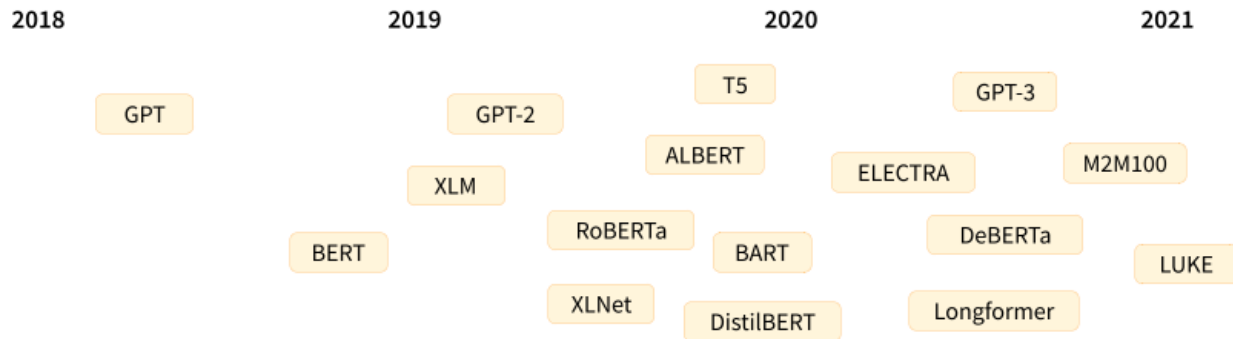 2018 2019 2020 2021
T5
GPT-3
GPT GPT-2
ALBERT M2M100
ELECTRA
XLM
RoBERTa DeBERTa
BERT BART
LUKE
XLNet
Longformer
DistilBERT